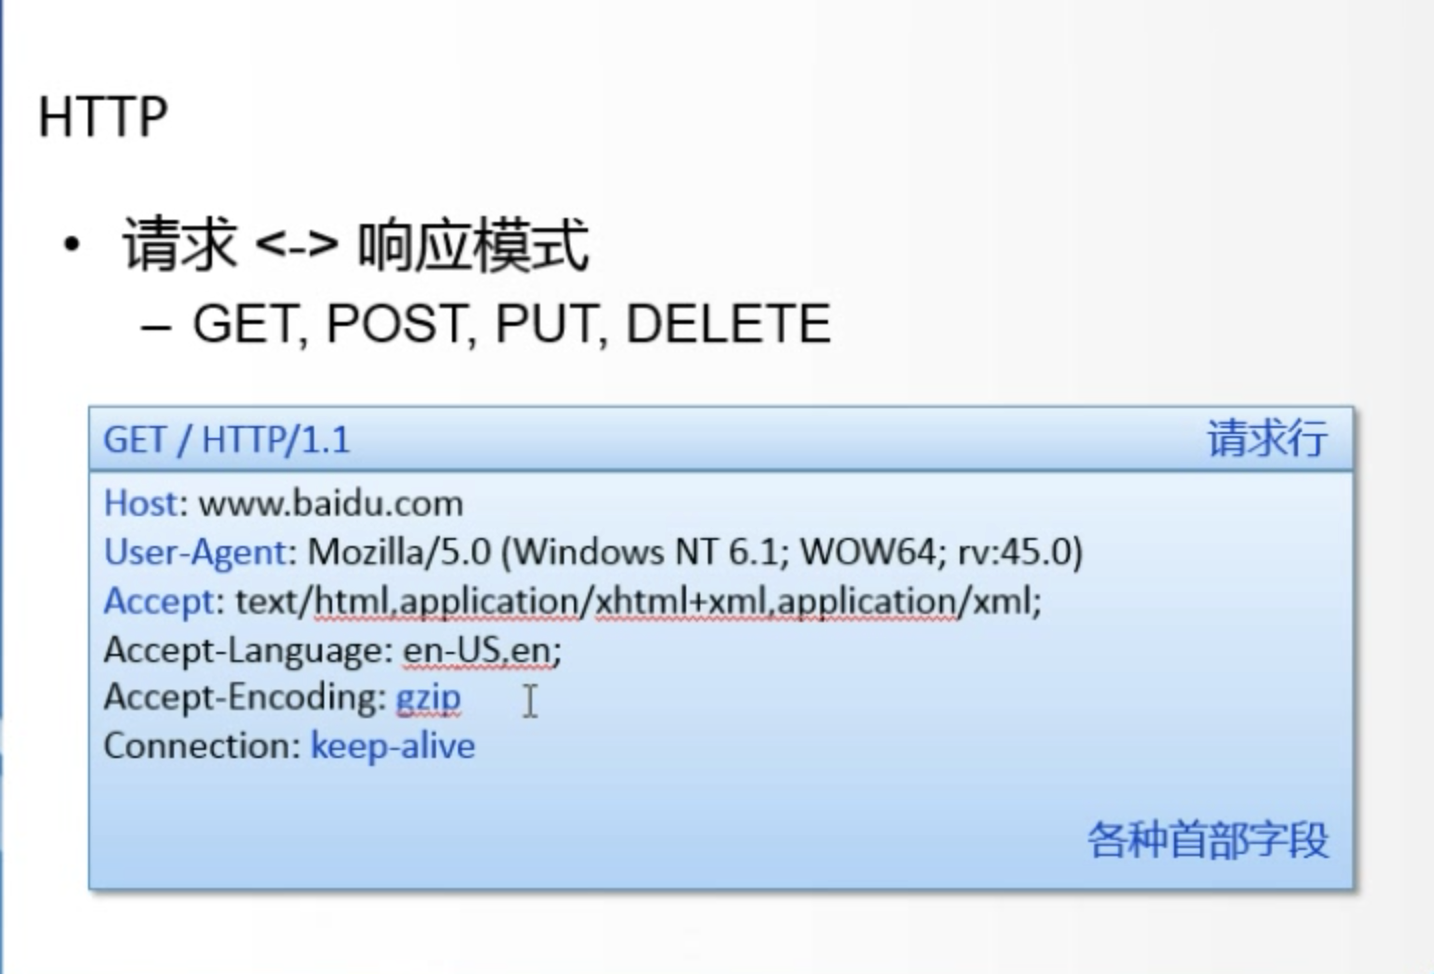 HTTP
• 请求 <-> 响应模式
– GET, POST, PUT, DELETE
GET / HTTP/1.1 请求行
Host: www.baidu.com
User-Agent: Mozilla/5.0 (Windows NT 6.1; WOW64; rv:45.0)
Accept: text/html,application/xhtml+xml,application/xml;
Accept-Language: en-US,en;
Accept-Encoding: gzip
Connection: keep-alive
各种首部字段